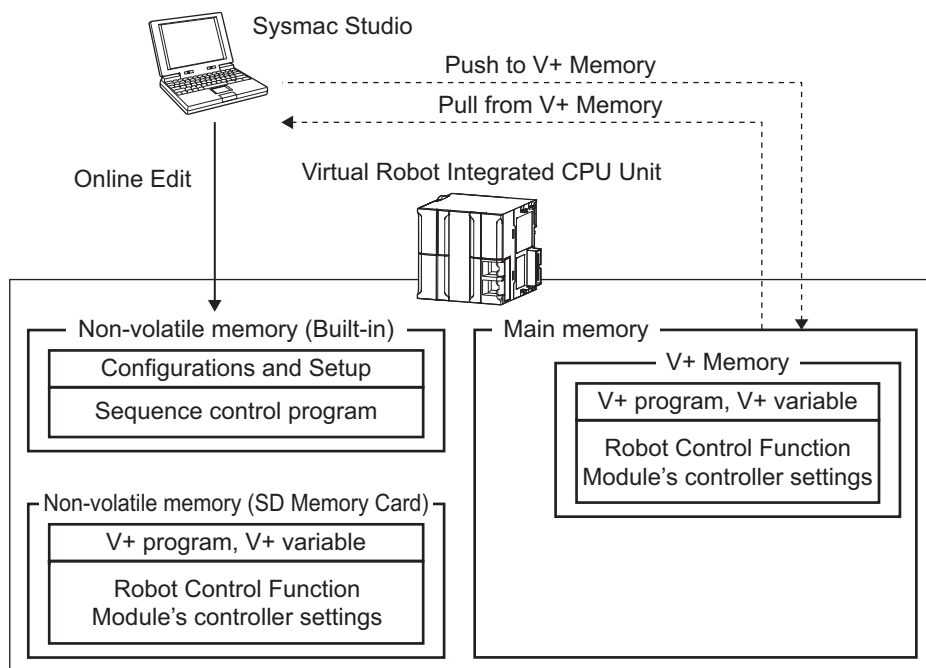 Sysmac Studio
Push to V+ Memory
Pull from V+ Memory
Online Edit
Virtual Robot Integrated CPU Unit
Non-volatile memory (Built-in)
Configurations and Setup
Sequence control program
Non-volatile memory (SD Memory Card)
V+ program, V+ variable
Robot Control Function
Module's controller settings
Main memory
V+ Memory
V+ program, V+ variable
Robot Control Function
Module's controller settings